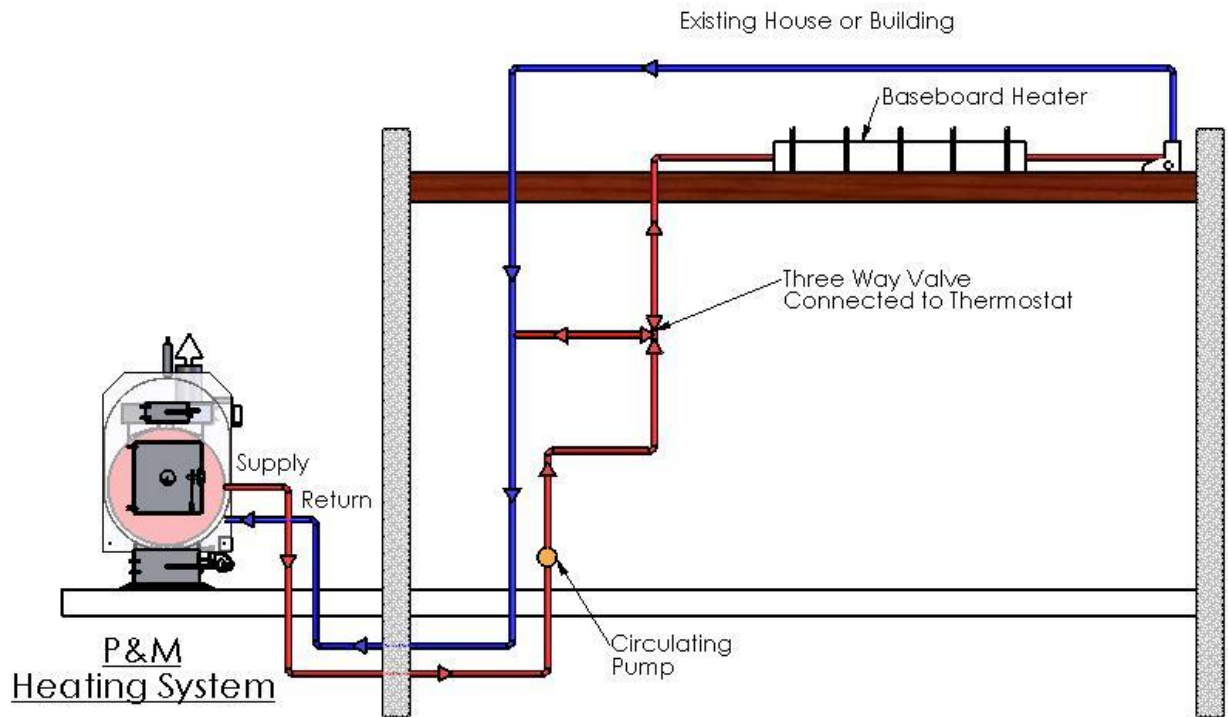 Existing House or Building
Baseboard Heater
Three Way Valve
Connected to Thermostat
Supply
Return
Circulating
Pump
P&M
Heating System